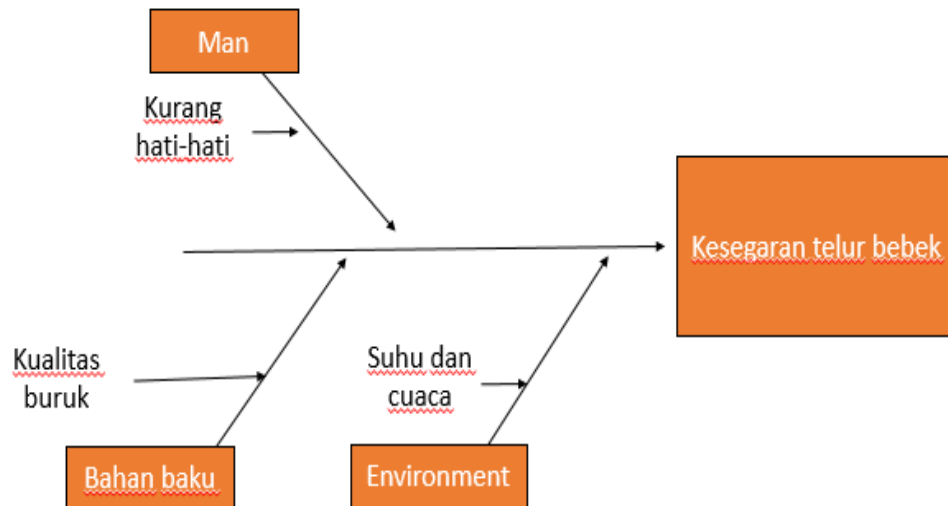 Man
Kurang
hati-hati
Kesegaran telur bebek
Kualitas
buruk
Suhu dan
cuaca
Bahan baku
Environment